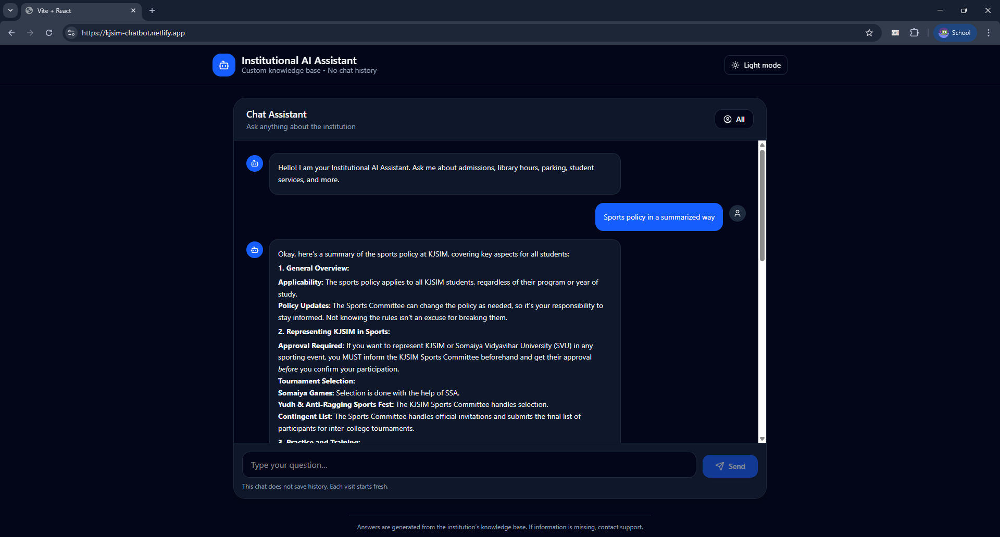 Vite + React
https://kjsim-chatbot.netlify.app
School
Institutional AI Assistant
Custom knowledge base • No chat history
Light mode
Chat Assistant
Ask anything about the institution
All
Hello! I am your Institutional AI Assistant. Ask me about admissions, library hours, parking, student
services, and more.
Sports policy in a summarized way
Okay, here's a summary of the sports policy at KJSIM, covering key aspects for all students:
1. General Overview:
Applicability: The sports policy applies to all KJSIM students, regardless of their program or year of
study.
Policy Updates: The Sports Committee can change the policy as needed, so it's your responsibility to
stay informed. Not knowing the rules isn't an excuse for breaking them.
2. Representing KJSIM in Sports:
Approval Required: If you want to represent KJSIM or Somaiya Vidyavihar University (SVU) in any
sporting event, you MUST inform the KJSIM Sports Committee beforehand and get their approval
before you confirm your participation.
Tournament Selection:
Somaiya Games: Selection is done with the help of SSA.
Yudh & Anti-Ragging Sports Fest: The KJSIM Sports Committee handles selection.
Contingent List: The Sports Committee handles official invitations and submits the final list of
participants for inter-college tournaments.
3. Practice and Training:
Type your question...
Send
This chat does not save history. Each visit starts fresh.
Answers are generated from the institution’s knowledge base. If information is missing, contact support.